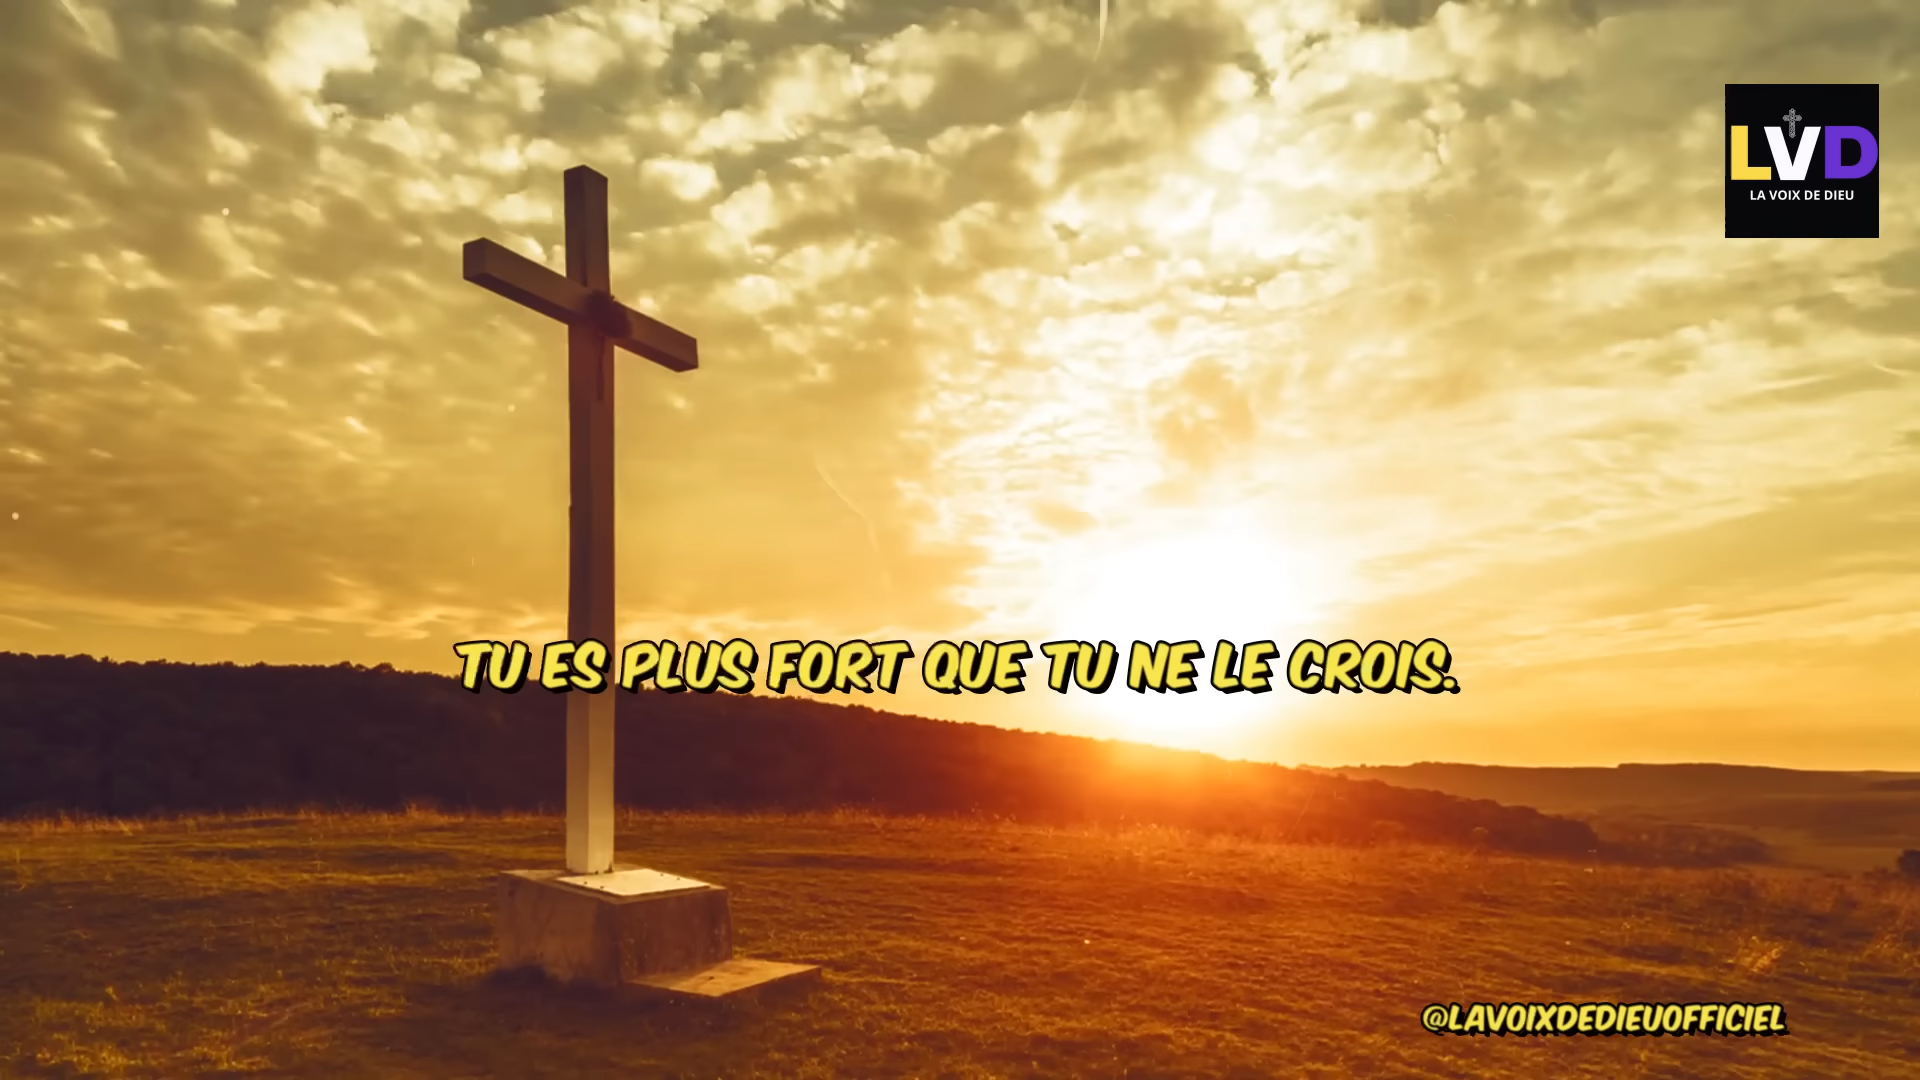 LVD
LA VOIX DE DIEU
TU ES PLUS FORT QUE TU NE LE CROIS.
@LAVOIXDEDIEUOFFICIEL